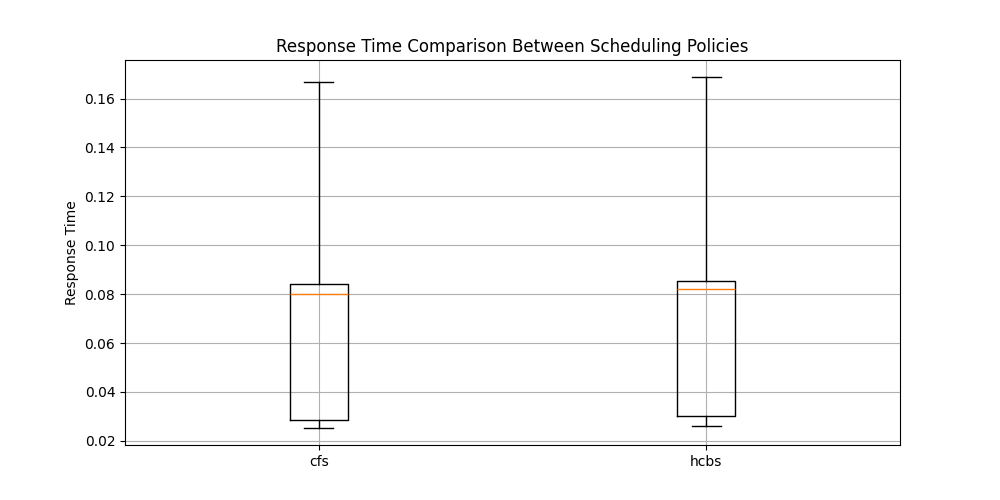 Response Time Comparison Between Scheduling Policies
Response Time
0.16
0.14
0.12
0.10
0.08
0.06
0.04
0.02
cfs
hcbs